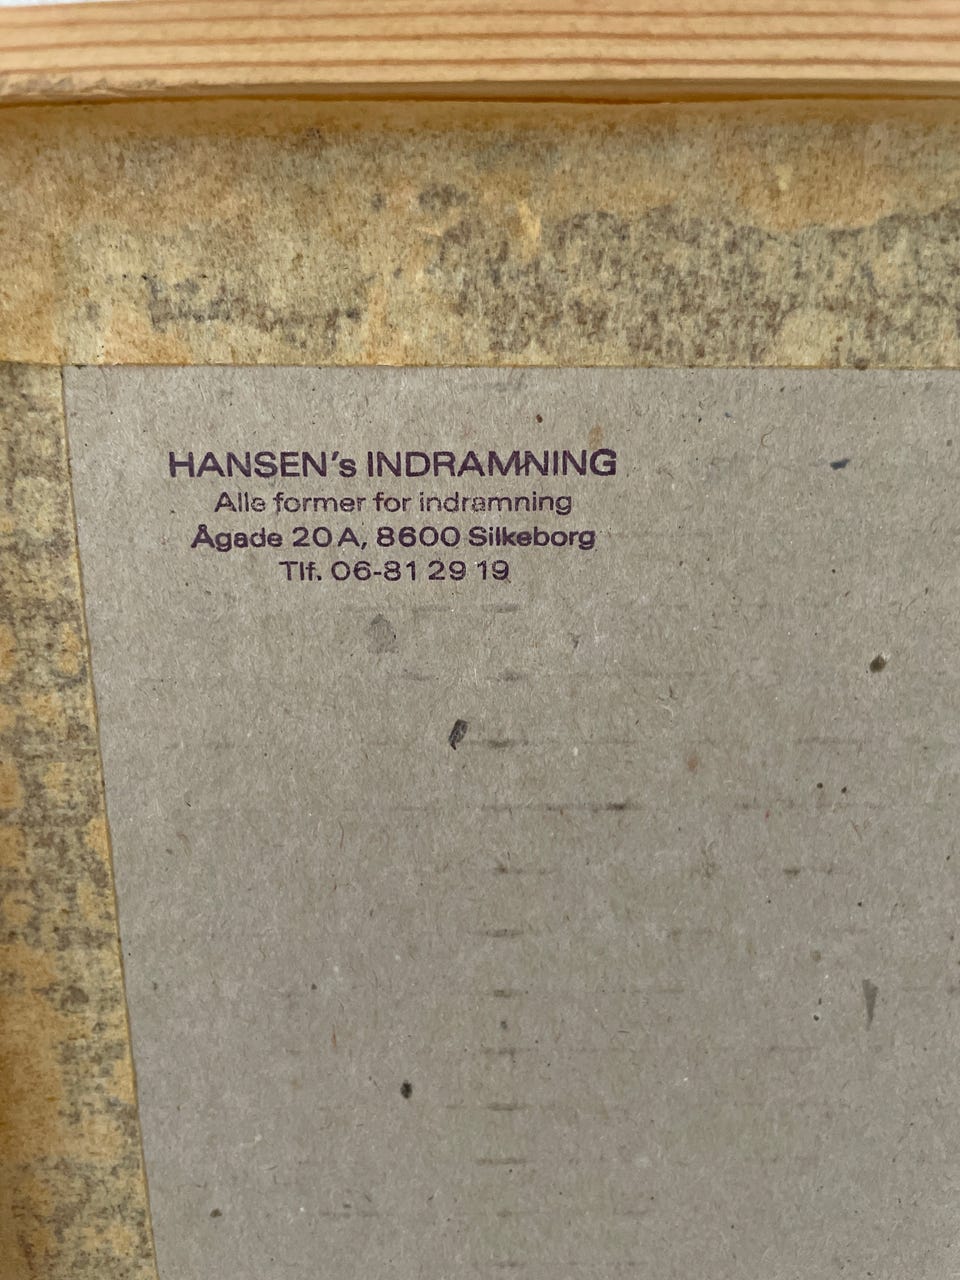 HANSEN's INDRAMNING
Alle former for indramning
Ågade 20 A, 8600 Silkeborg
Tlf. 06-81 29 19